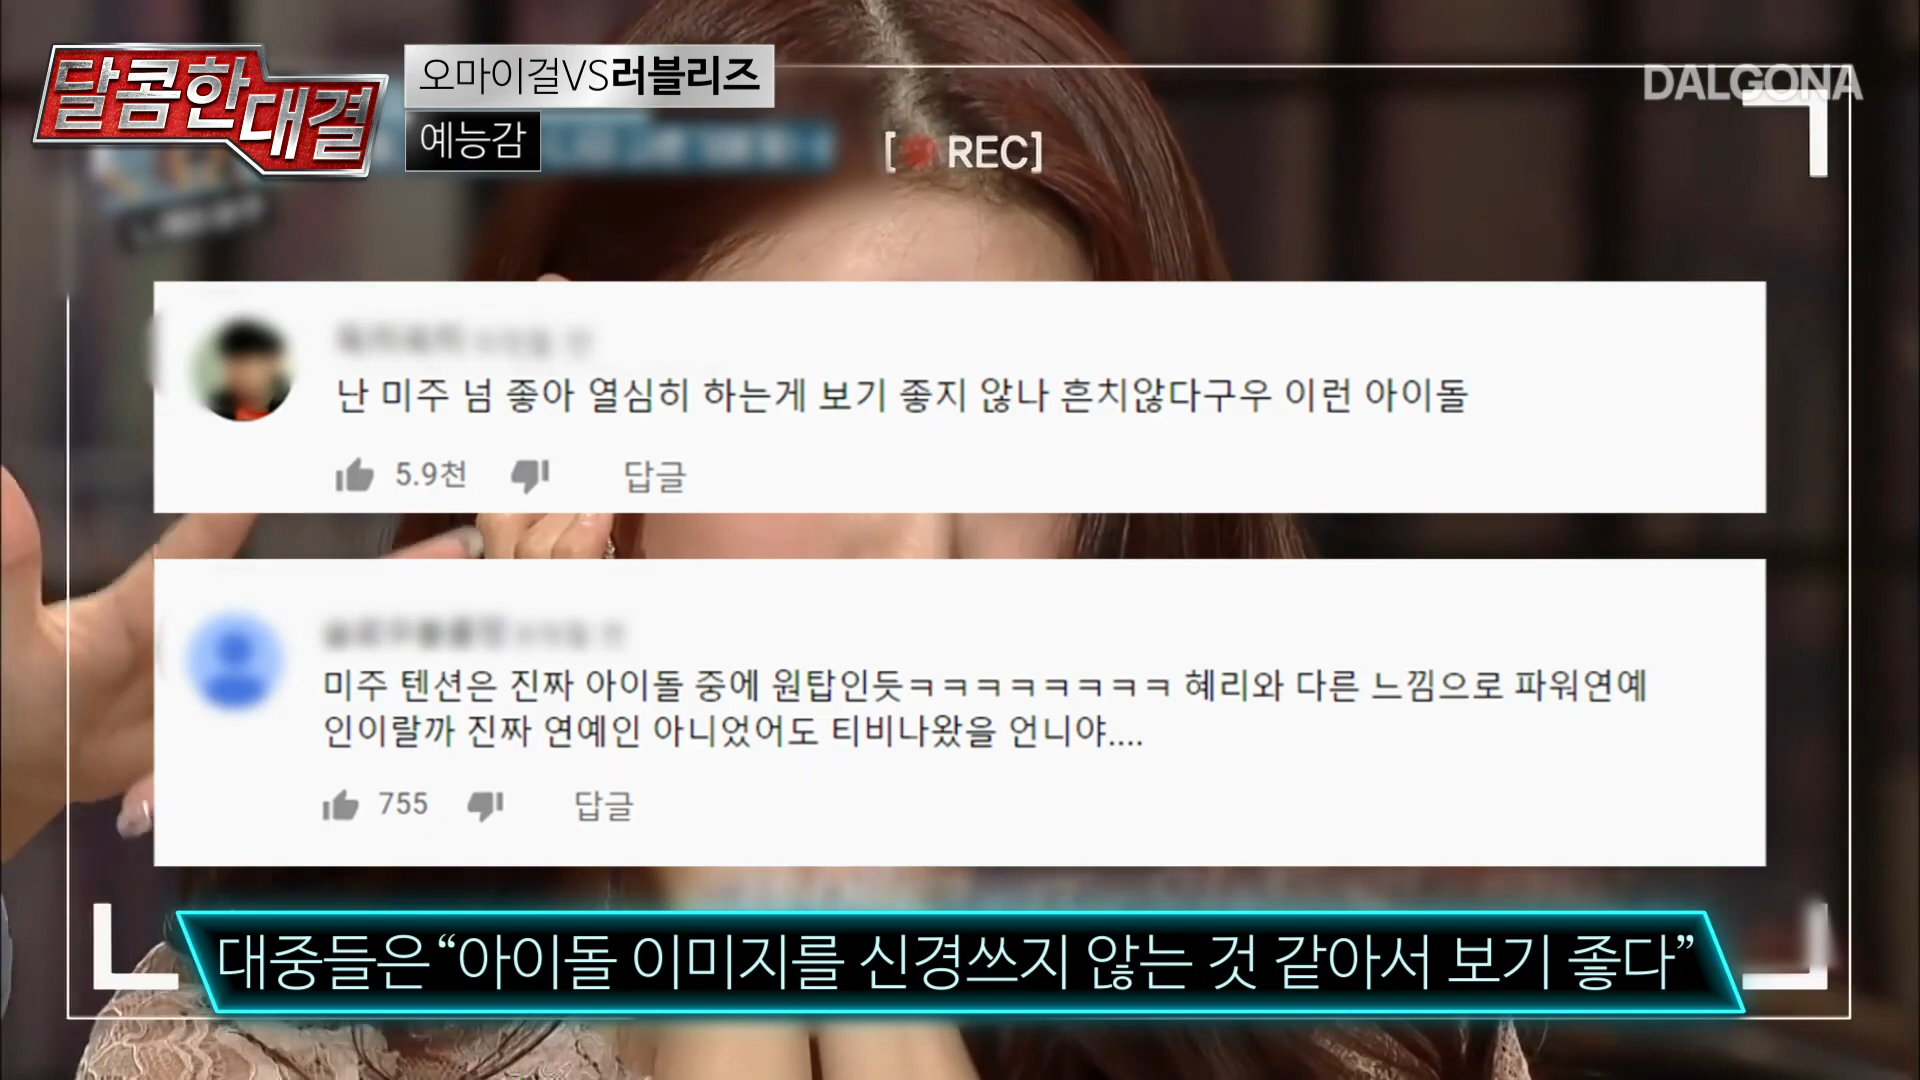 달콤한대결
오마이걸VS러블리즈
예능감
DALGONA
[ REC]
난 미주 넘 좋아 열심히 하는게 보기 좋지 않나 흔치않다구우 이런 아이돌
5.9천 답글
미주 텐션은 진짜 아이돌 중에 원탑인듯ㅋㅋㅋㅋㅋㅋㅋㅋ 혜리와 다른 느낌으로 파워연예
인이랄까 진짜 연예인 아니었어도 티비나왔을 언니야....
755 답글
대중들은 “아이돌 이미지를 신경쓰지 않는 것 같아서 보기 좋다”